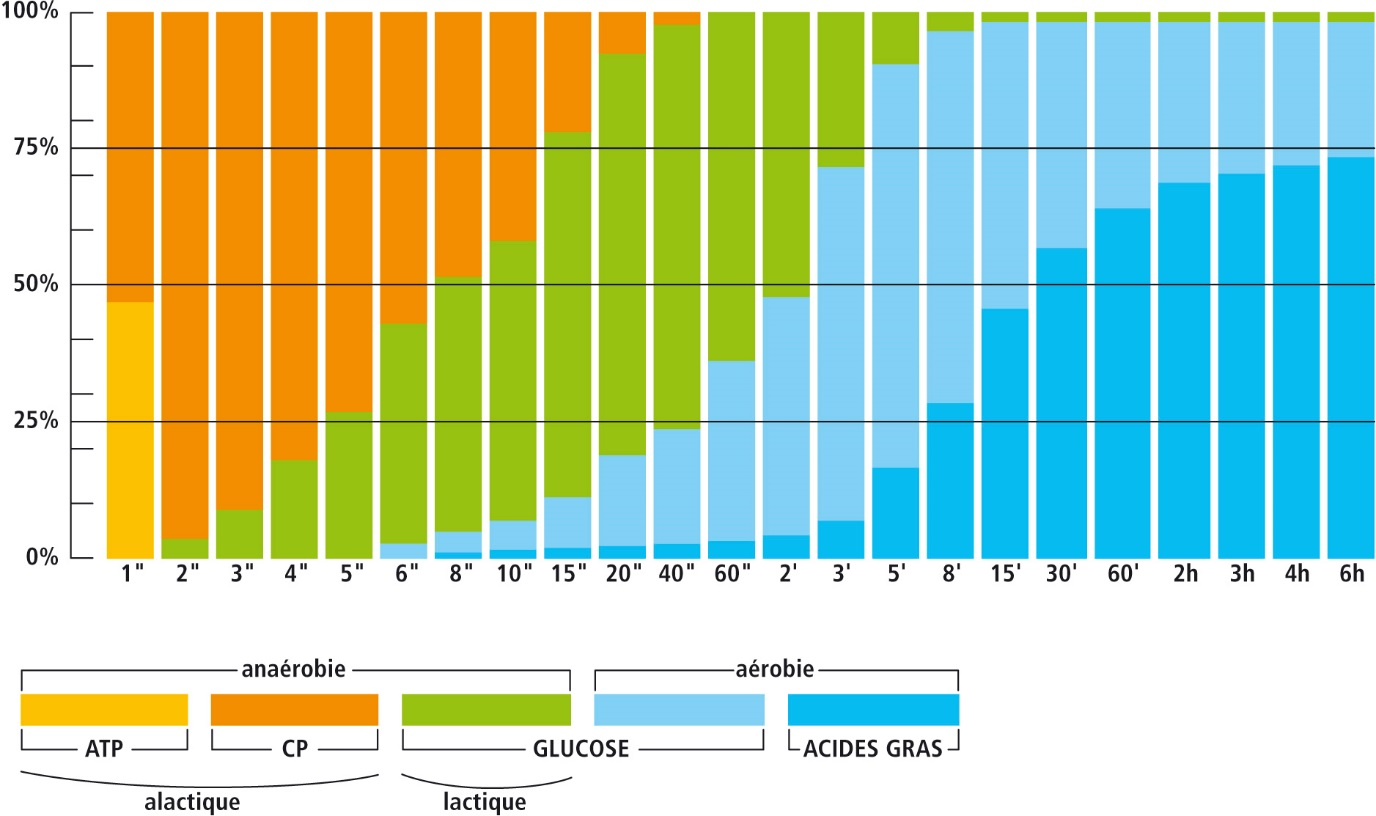 100%
75%
50%
25%
0%
1" 2" 3" 4" 5" 6" 8" 10" 15" 20" 40" 60" 2' 3' 5' 8' 15' 30' 60' 2h 3h 4h 6h
anaérobie aérobie
ATP CP GLUCOSE ACIDES GRAS
alactique lactique